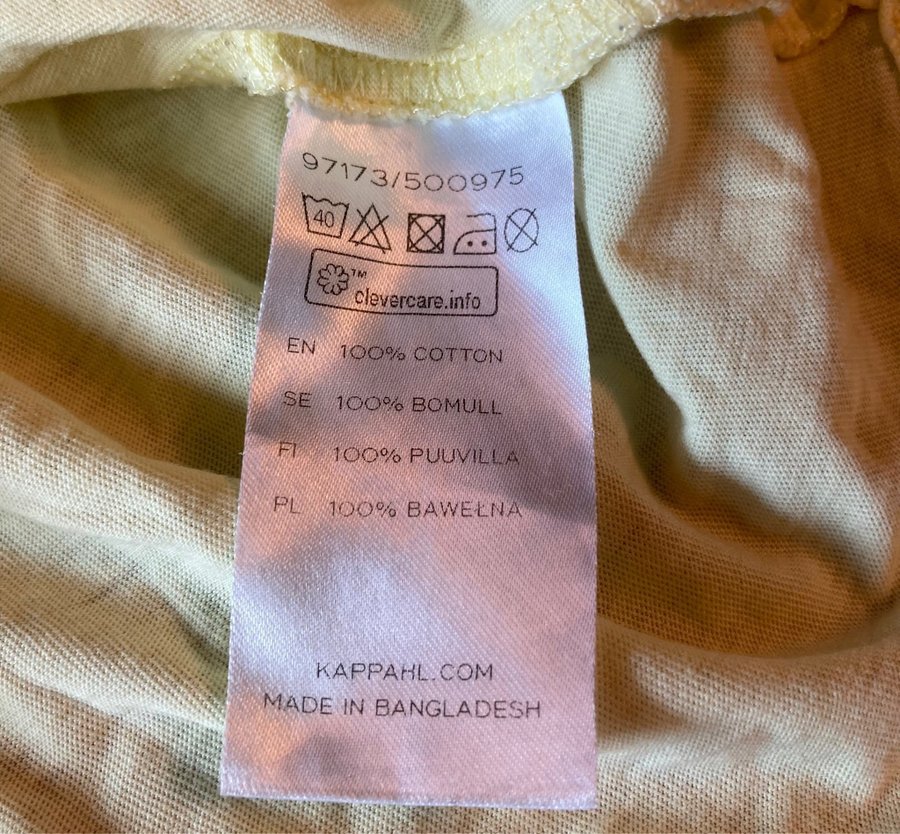 97173/500975
40
™
clevercare.info
EN 100% COTTON
SE 100% BOMULL
FI 100% PUUVILLA
PL 100% BAWEŁNA
KAPPAHL.COM
MADE IN BANGLADESH